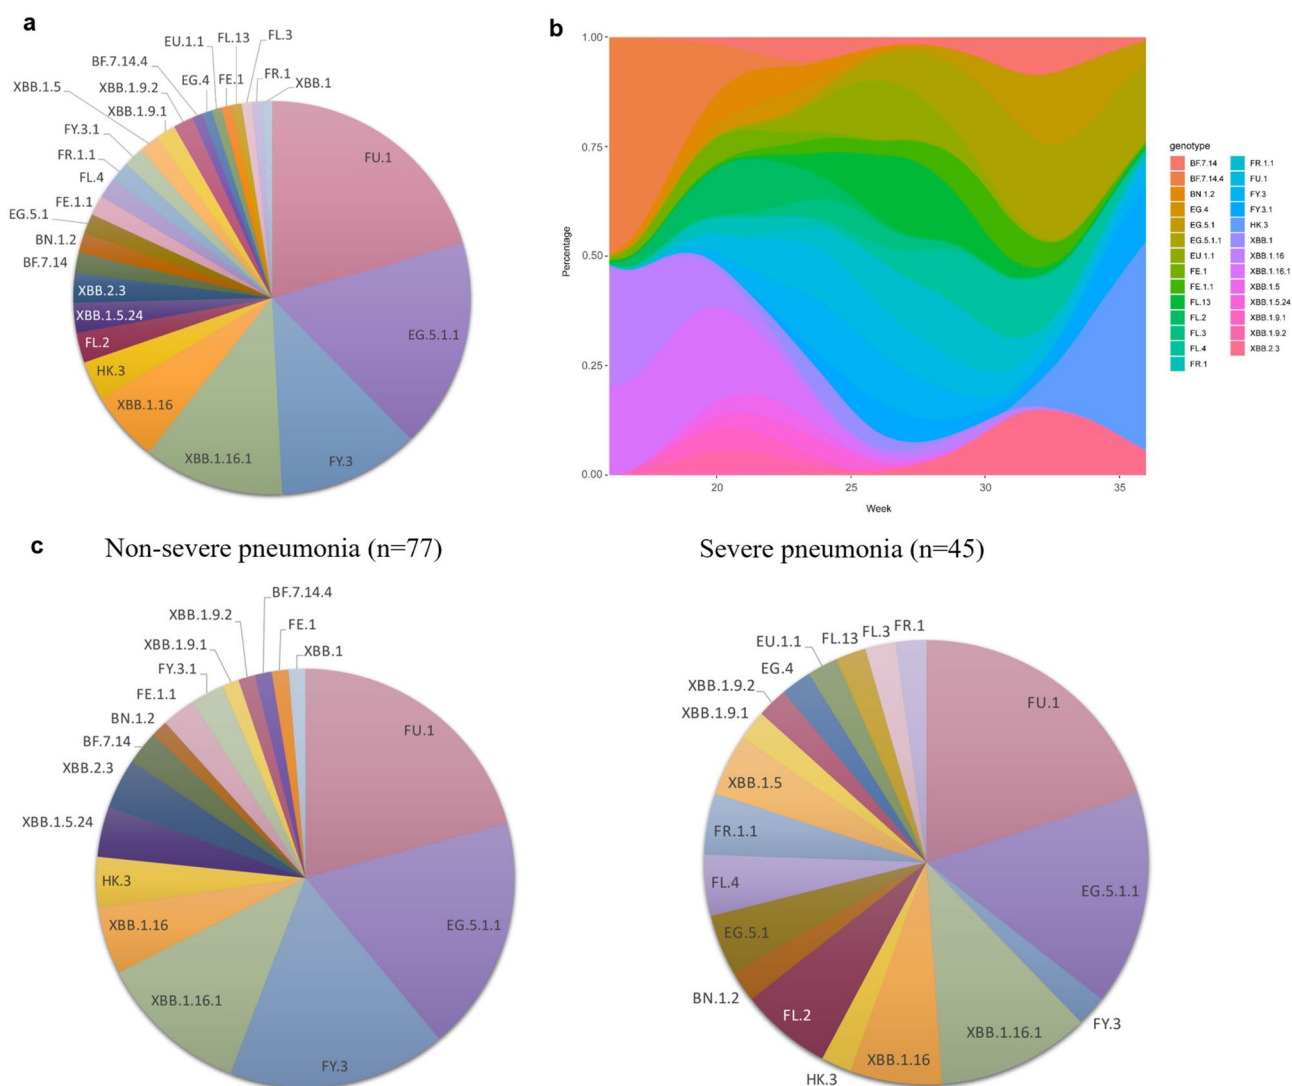 a
EU.1.1
FL.13
FL.3
BF.7.14.4
EG.4
FE.1
FR.1
XBB.1
XBB.1.5
XBB.1.9.2
XBB.1.9.1
FY.3.1
FR.1.1
FL.4
FE.1.1
EG.5.1
BN.1.2
BF.7.14
XBB.2.3
XBB.1.5.24
FL.2
HK.3
XBB.1.16
XBB.1.16.1
FY.3
EG.5.1.1
FU.1
b
1.00
0.75
0.50
0.25
0.00
Percentage
20
25
30
35
Week
genotype
BF.7.14
BF.7.14.4
BN.1.2
EG.4
EG.5.1
EG.5.1.1
EU.1.1
FE.1
FE.1.1
FL.13
FL.2
FL.3
FL.4
FR.1
FR.1.1
FU.1
FY.3
FY.3.1
HK.3
XBB.1
XBB.1.16
XBB.1.16.1
XBB.1.5
XBB.1.5.24
XBB.1.9.1
XBB.1.9.2
XBB.2.3
c
Non-severe pneumonia (n=77)
BF.7.14.4
XBB.1.9.2
FE.1
XBB.1.9.1
XBB.1
FY.3.1
FE.1.1
BN.1.2
BF.7.14
XBB.2.3
XBB.1.5.24
HK.3
XBB.1.16
XBB.1.16.1
FY.3
EG.5.1.1
FU.1
Severe pneumonia (n=45)
EU.1.1
FL.13
FL.3
FR.1
EG.4
XBB.1.9.2
XBB.1.9.1
XBB.1.5
FR.1.1
FL.4
EG.5.1
BN.1.2
FL.2
HK.3
XBB.1.16
XBB.1.16.1
FY.3
EG.5.1.1
FU.1